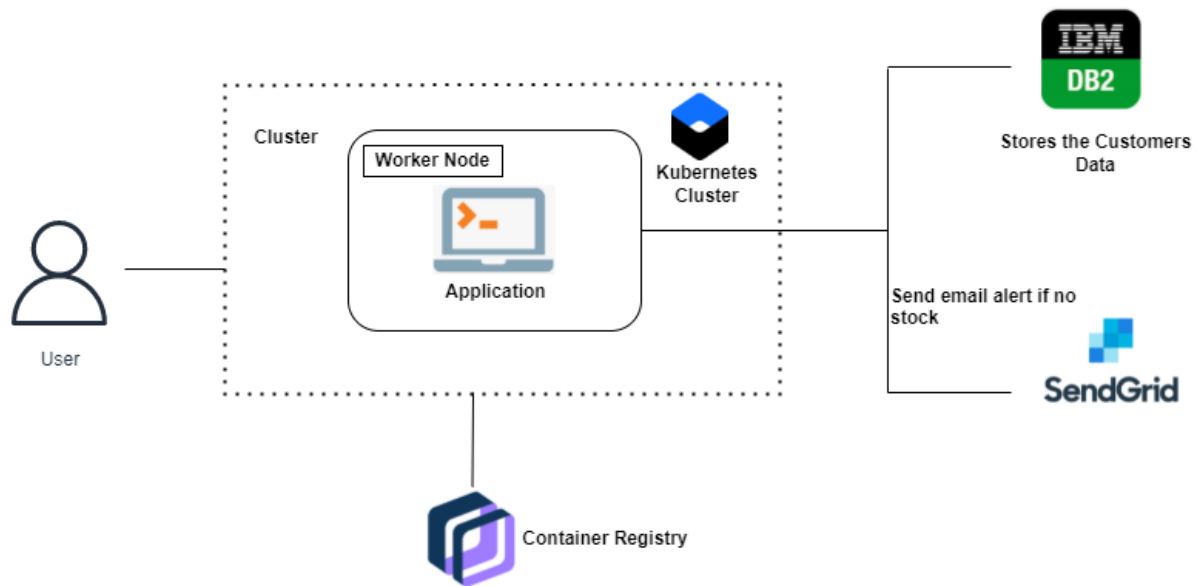 IBM
DB2
Stores the Customers
Data
Cluster
Worker Node
Kubernetes
Cluster
Application
User
Send email alert if no
stock
SendGrid
Container Registry